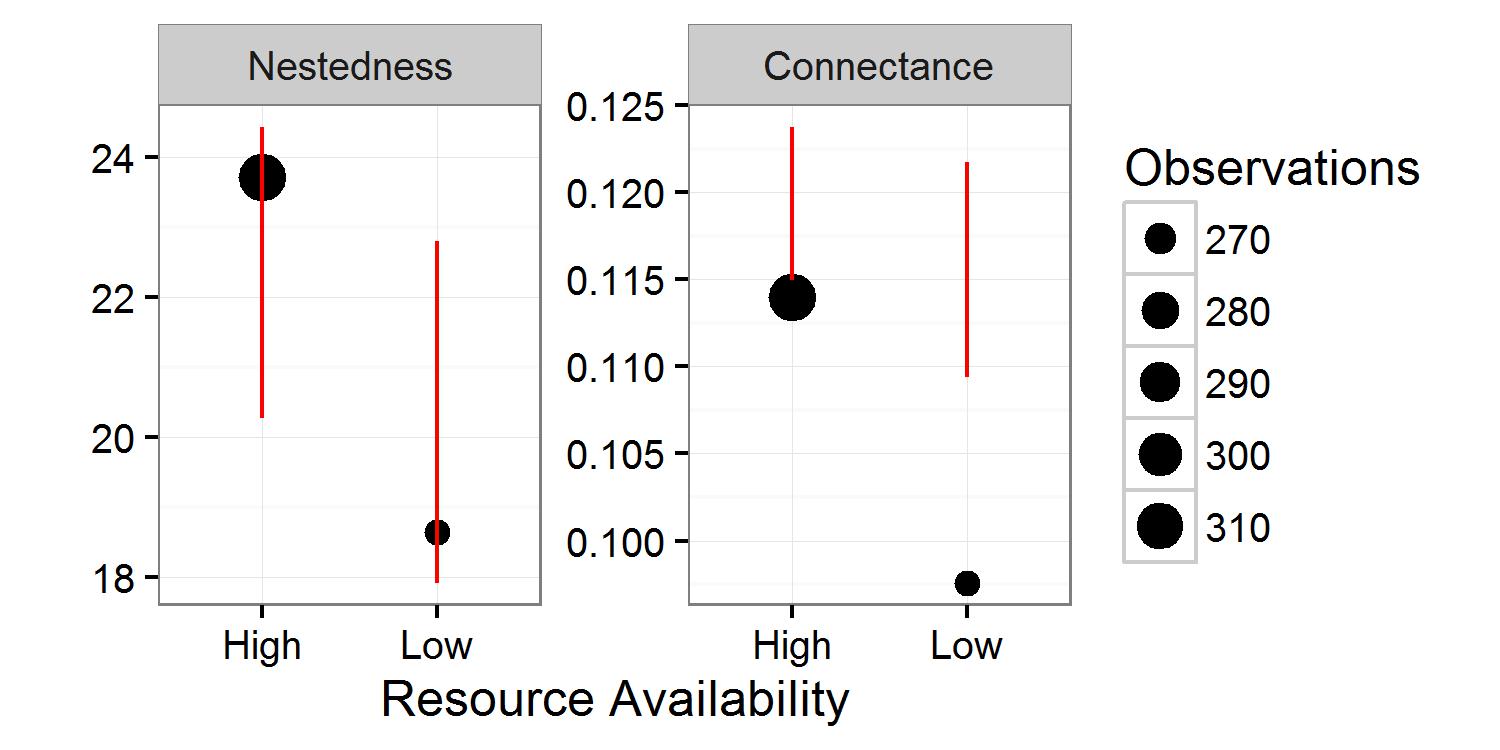 Nestedness
Connectance
24
22
20
18
0.125
0.120
0.115
0.110
0.105
0.100
High
Low
High
Low
Resource Availability
Observations
270
280
290
300
310